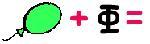 + Ф =